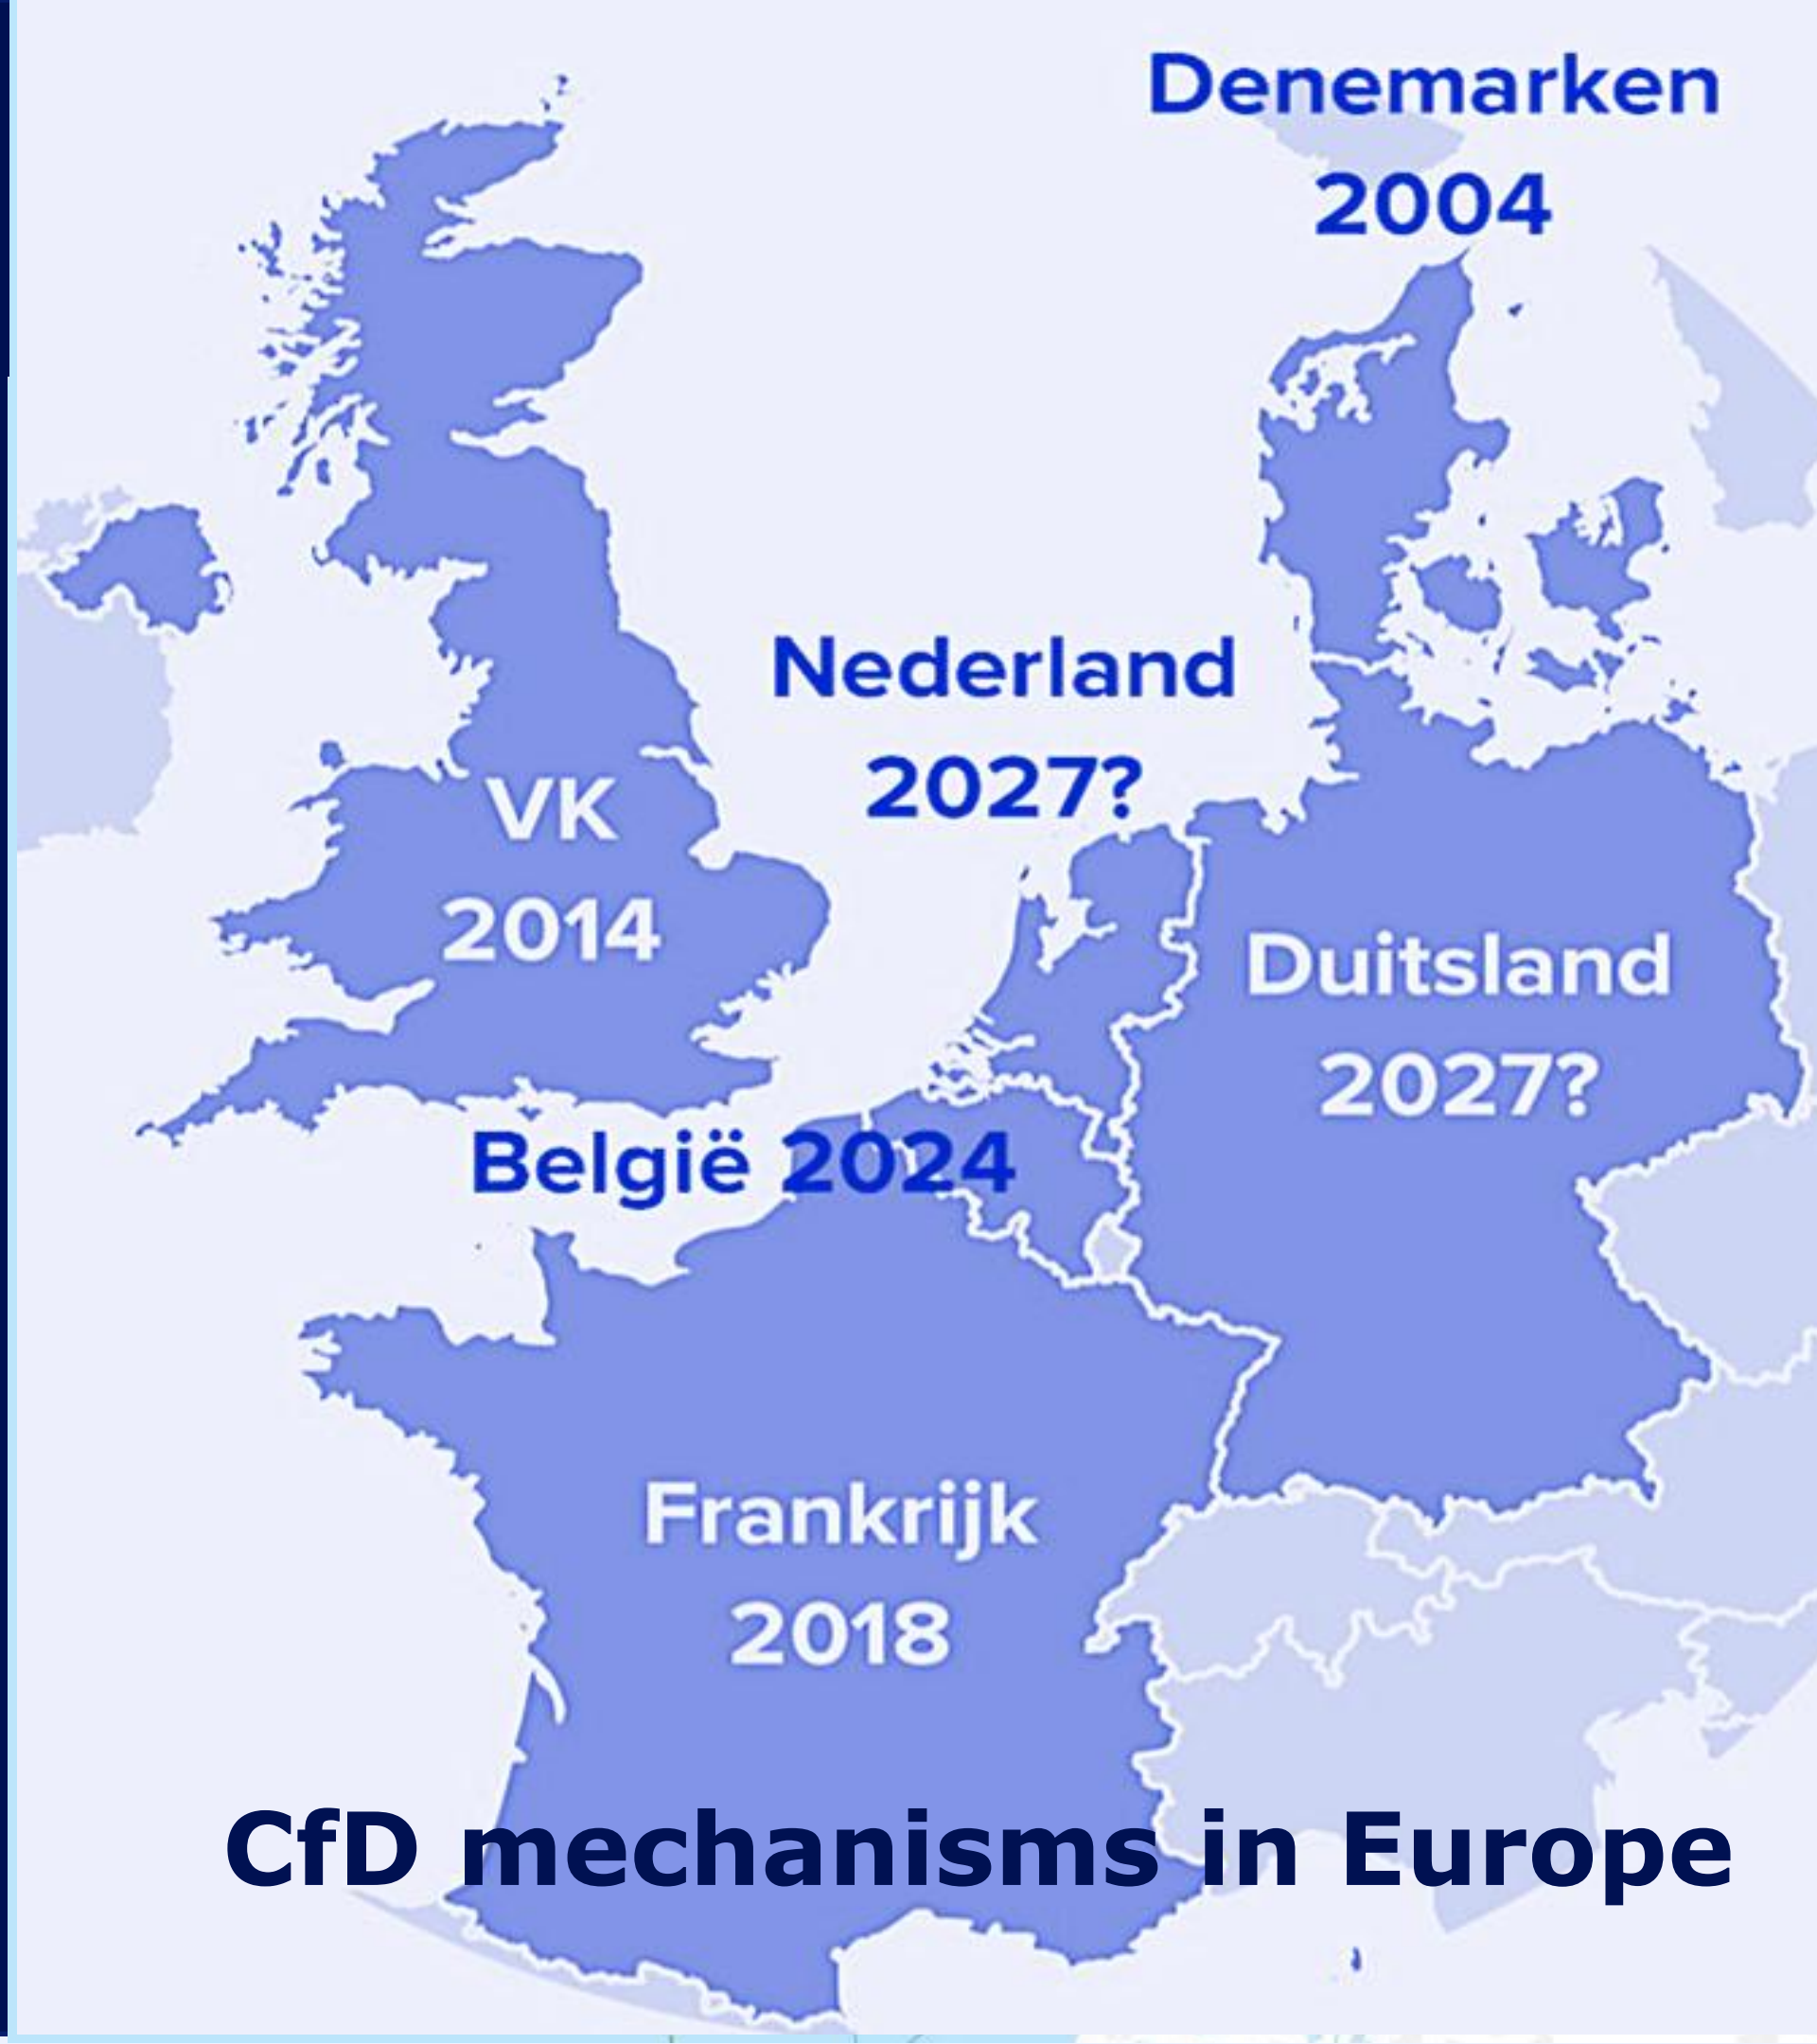 Denemarken
2004
Nederland
2027?
VK
2014
Duitsland
2027?
België 2024
Frankrijk
2018
CfD mechanisms in Europe